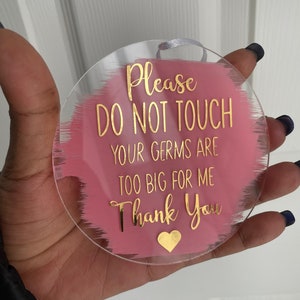 Please
DO NOT TOUCH
YOUR GERMS ARE
TOO BIG FOR ME
Thank You